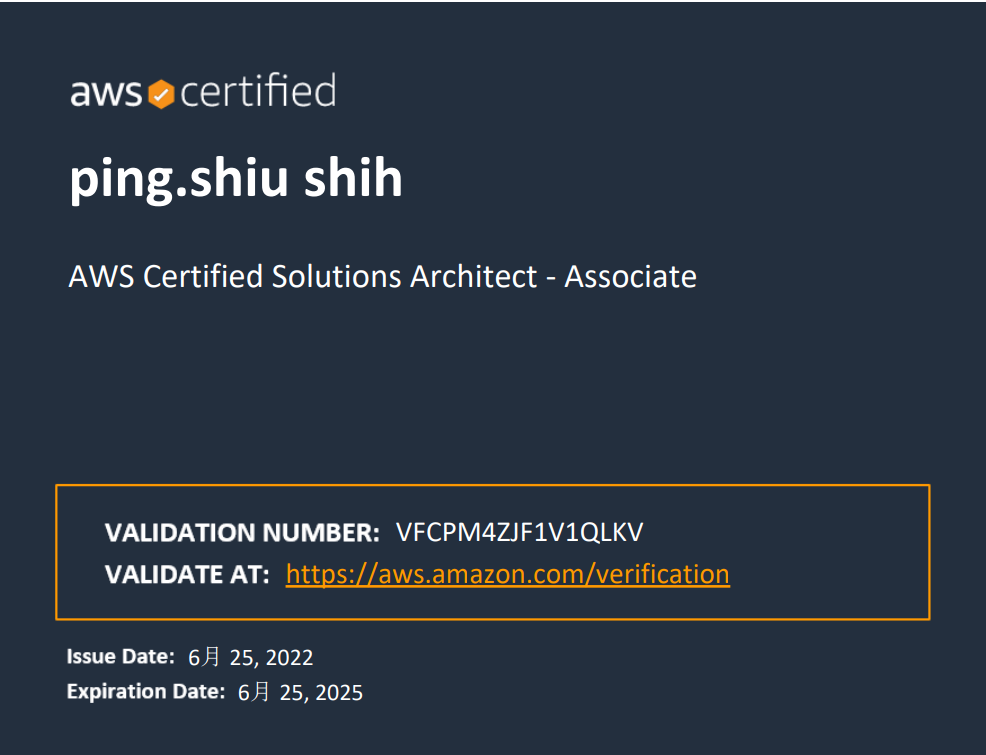 aws certified
ping.shiu shih
AWS Certified Solutions Architect - Associate
VALIDATION NUMBER: VFCPM4ZJF1V1QLKV
VALIDATE AT: https://aws.amazon.com/verification
Issue Date: 6月 25, 2022
Expiration Date: 6月 25, 2025